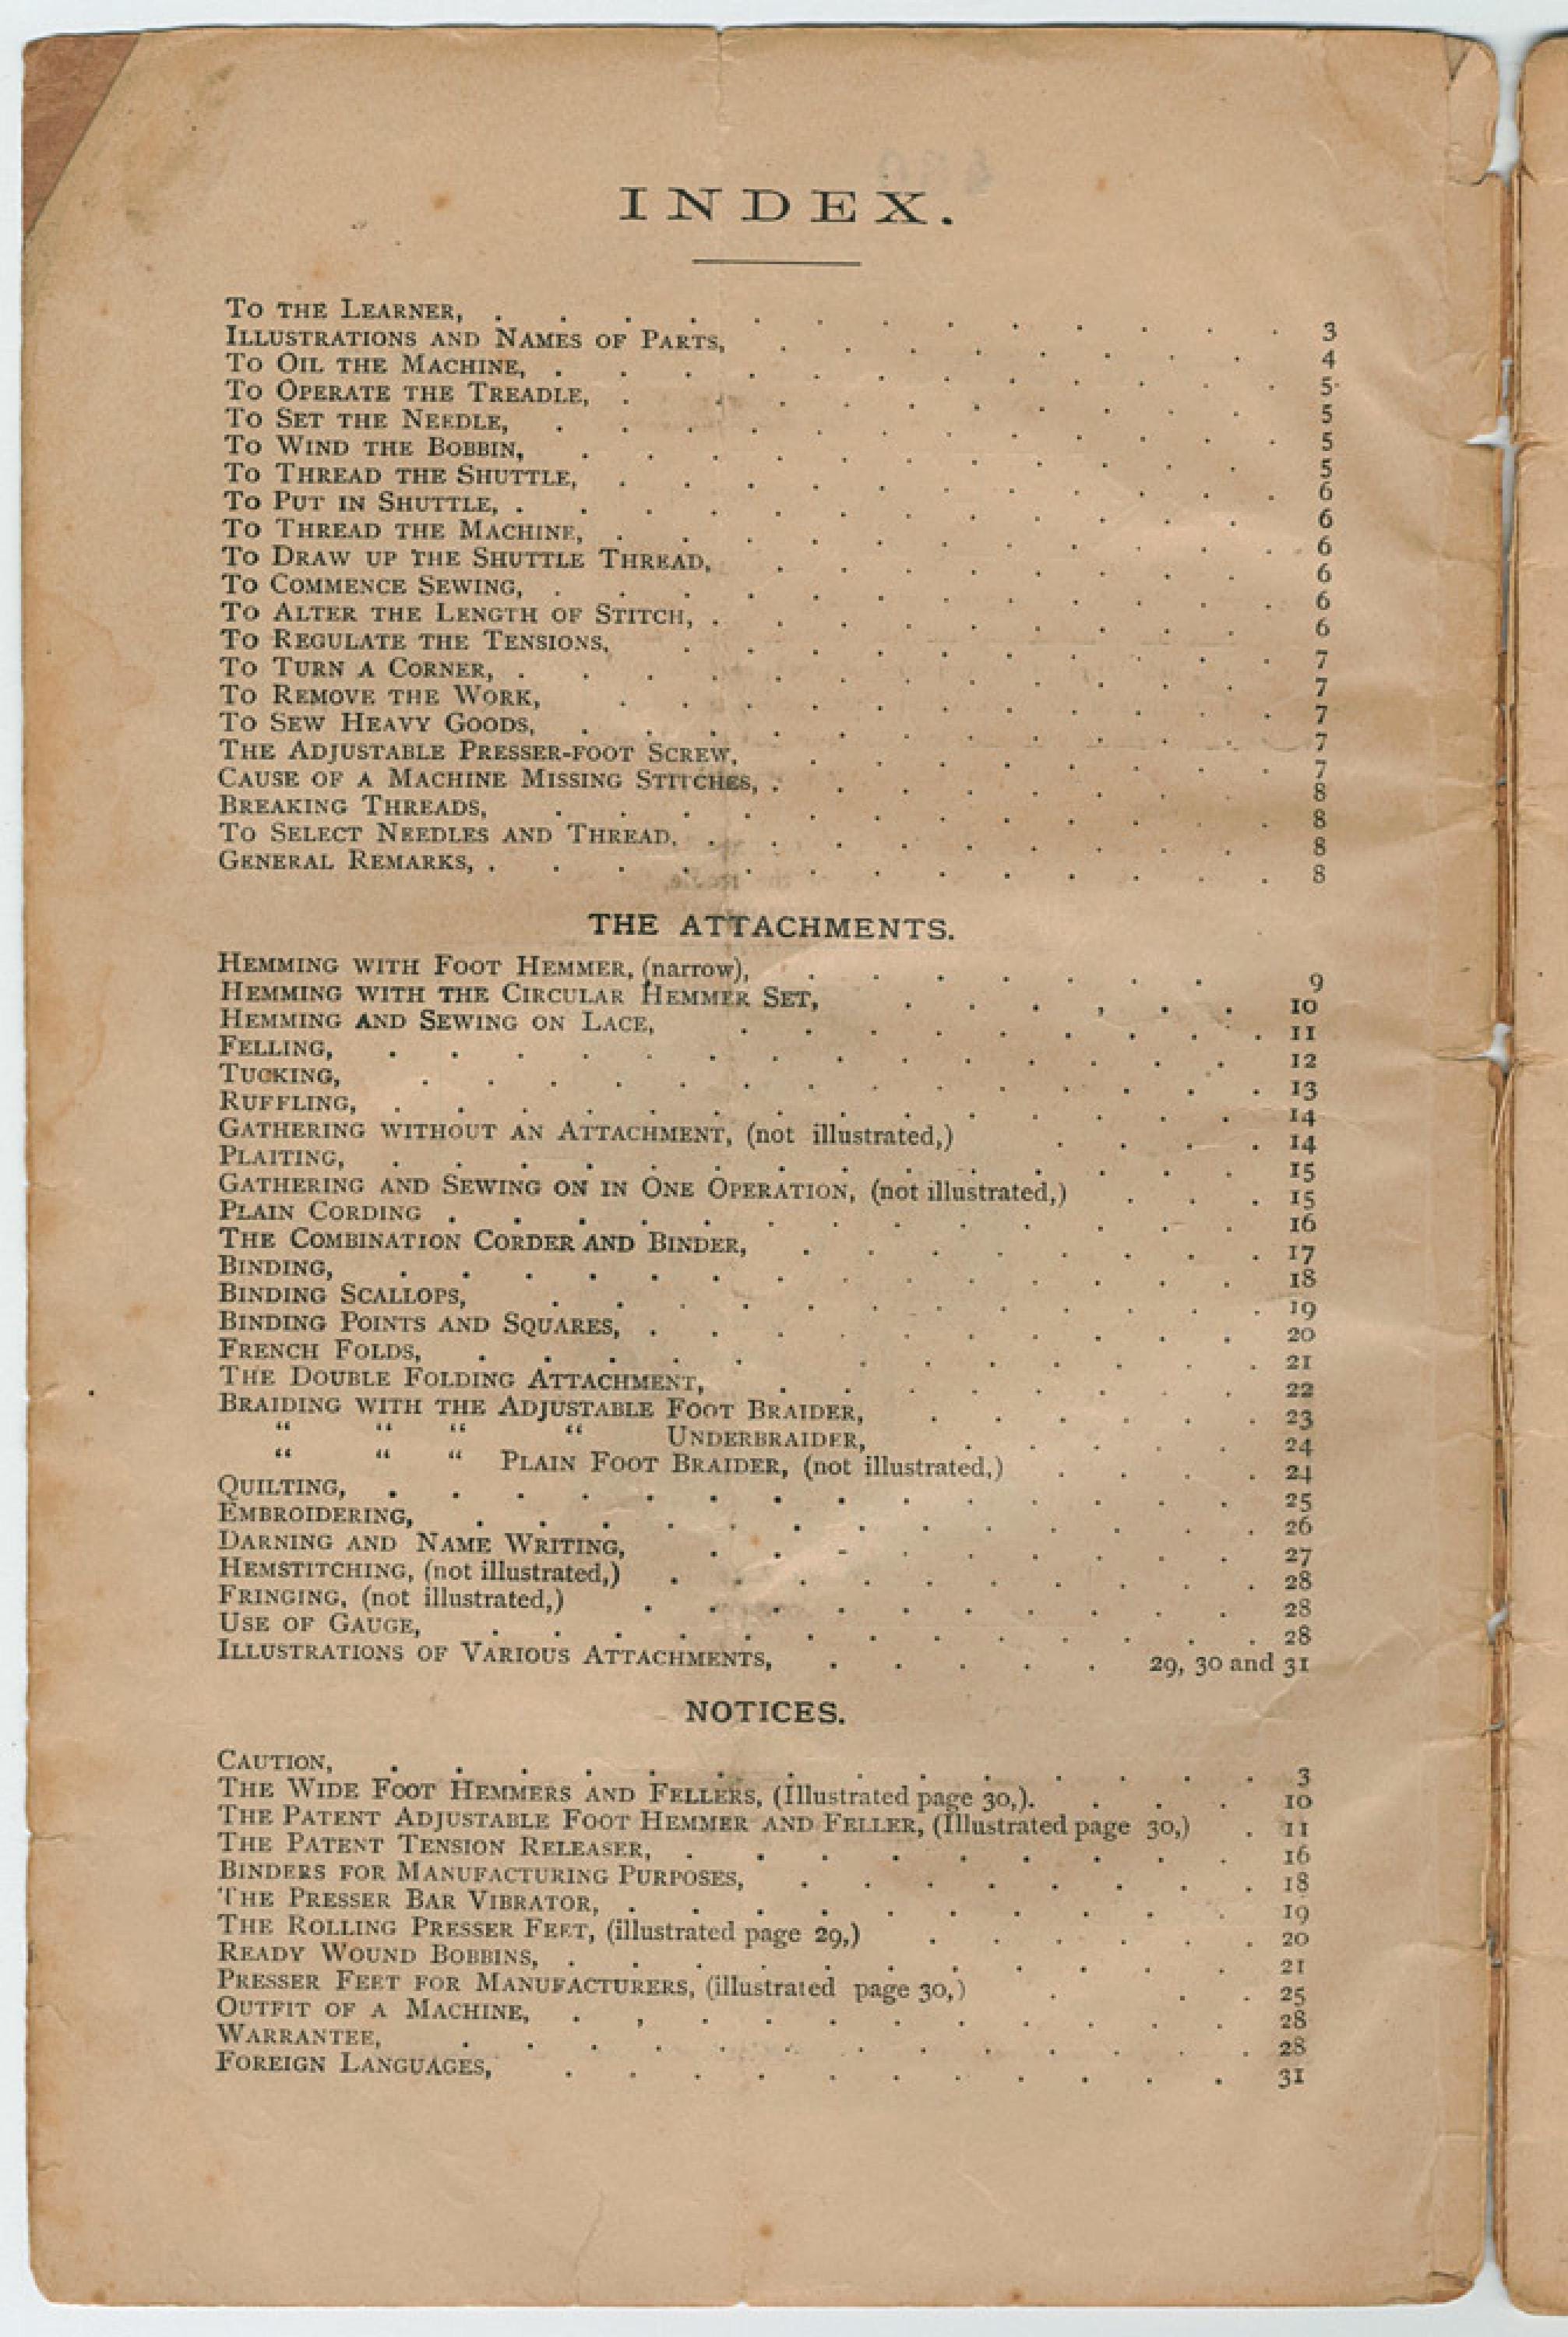 INDEX.
To the Learner, . . . . . . . . . . . . . 3
Illustrations and Names of Parts, . . . . . . . . 4
To Oil the Machine, . . . . . . . . . . . . 5
To Operate the Treadle, . . . . . . . . . . 5
To Set the Needle, . . . . . . . . . . . . 5
To Wind the Bobbin, . . . . . . . . . . . 5
To Thread the Shuttle, . . . . . . . . . . . 6
To Put in Shuttle, . . . . . . . . . . . . 6
To Thread the Machine, . . . . . . . . . . . 6
To Draw up the Shuttle Thread, . . . . . . . . 6
To Commence Sewing, . . . . . . . . . . . . 6
To Alter the Length of Stitch, . . . . . . . . . 6
To Regulate the Tensions, . . . . . . . . . . 7
To Turn a Corner, . . . . . . . . . . . . 7
To Remove the Work, . . . . . . . . . . . 7
To Sew Heavy Goods, . . . . . . . . . . . 7
The Adjustable Presser-foot Screw, . . . . . . . . 7
Cause of a Machine Missing Stitches, . . . . . . . . 8
Breaking Threads, . . . . . . . . . . . . 8
To Select Needles and Thread, . . . . . . . . . 8
General Remarks, . . . . . . . . . . . . . 8
THE ATTACHMENTS.
Hemming with Foot Hemmer, (narrow), . . . . . . . 9
Hemming with the Circular Hemmer Set, . . . , . . 10
Hemming and Sewing on Lace, . . . . . . . . . 11
Felling, . . . . . . . . . . . . . . 12
Tucking, . . . . . . . . . . . . . . 13
Ruffling, . . . . . . . . . . . . . . 14
Gathering without an Attachment, (not illustrated,) . . . 14
Plaiting, . . . . . . . . . . . . . . 15
Gathering and Sewing on in One Operation, (not illustrated,) . . . 15
Plain Cording . . . . . . . . . . . . . 16
The Combination Corder and Binder, . . . . . . . . 17
Binding, . . . . . . . . . . . . . . 18
Binding Scallops, . . . . . . . . . . . . 19
Binding Points and Squares, . . . . . . . . . . 20
French Folds, . . . . . . . . . . . . 21
The Double Folding Attachment, . . . . . . . . 22
Braiding with the Adjustable Foot Braider, . . . . . . 23
“ “ “ “ Underbraider, . . . . . 24
“ “ “ Plain Foot Braider, (not illustrated,) . . . . 24
Quilting, . . . . . . . . . . . . . . 25
Embroidering, . . . . . . . . . . . . . 26
Darning and Name Writing, . . . . . . . . . 27
Hemstitching, (not illustrated,) . . . . . . . . . . 28
Fringing, (not illustrated,) . . . . . . . . . . 28
Use of Gauge, . . . . . . . . . . . . . 28
Illustrations of Various Attachments, . . . . . 29, 30 and 31
NOTICES.
Caution, . . . . . . . . . . . . . . 3
The Wide Foot Hemmers and Fellers, (Illustrated page 30,). . . . 10
The Patent Adjustable Foot Hemmer and Feller, (Illustrated page 30,) . 11
The Patent Tension Releaser, . . . . . . . . . 16
Binders for Manufacturing Purposes, . . . . . . . . 18
The Presser Bar Vibrator, . . . . . . . . . . 19
The Rolling Presser Feet, (illustrated page 29,) . . . . . . 20
Ready Wound Bobbins, . . . . . . . . . . . 21
Presser Feet for Manufacturers, (illustrated page 30,) . . . 25
Outfit of a Machine, . , . . . . . . . . . 28
Warrantee, . . . . . . . . . . . . . 28
Foreign Languages, . . . . . . . . . . . 31